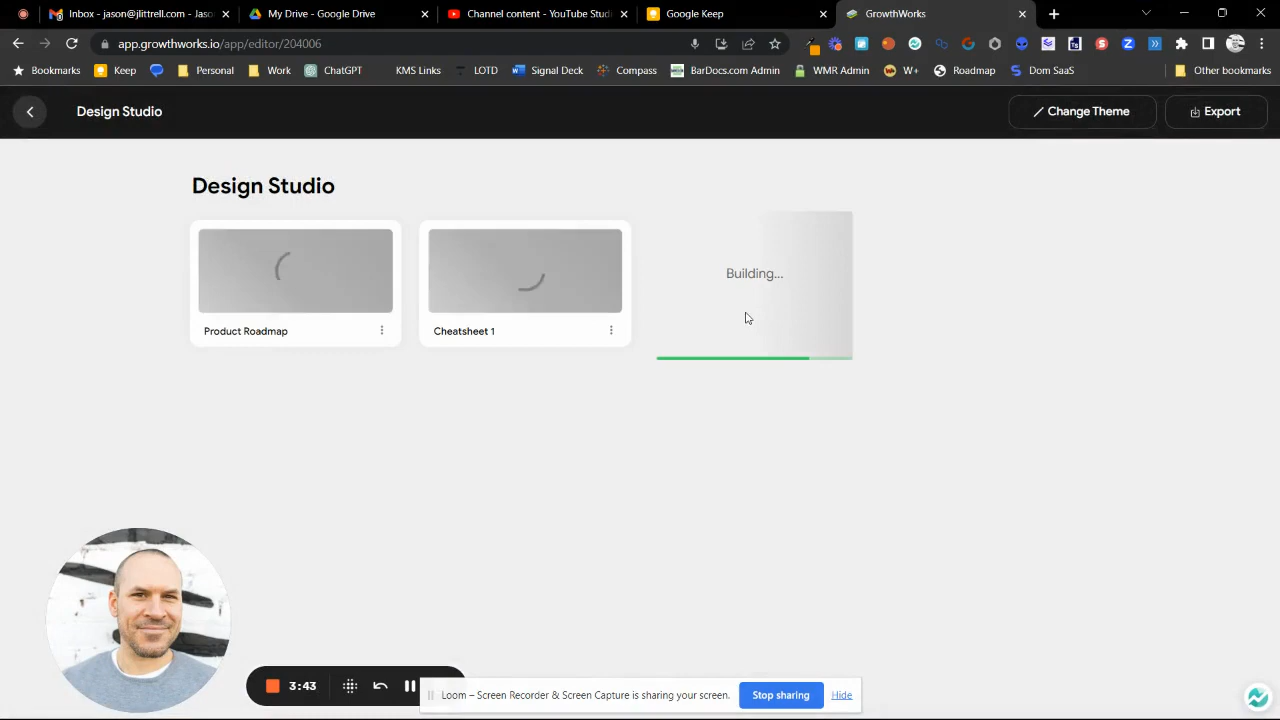 Inbox - jason@jlittrell.com - Jaso
My Drive - Google Drive
Channel content - YouTube Studi
Google Keep
GrowthWorks
app.growthworks.io/app/editor/204006
Bookmarks
Keep
Personal
Work
ChatGPT
KMS Links
DTD
Signal Deck
Compass
BarDocs.com Admin
WMR Admin
W+
Roadmap
Dom SaaS
Other bookmarks
Design Studio
Change Theme
Export
Design Studio
Building...
Product Roadmap
Cheatsheet 1
3:43
Loom – Screen Recorder & Screen Capture is sharing your screen.
Stop sharing
Hide